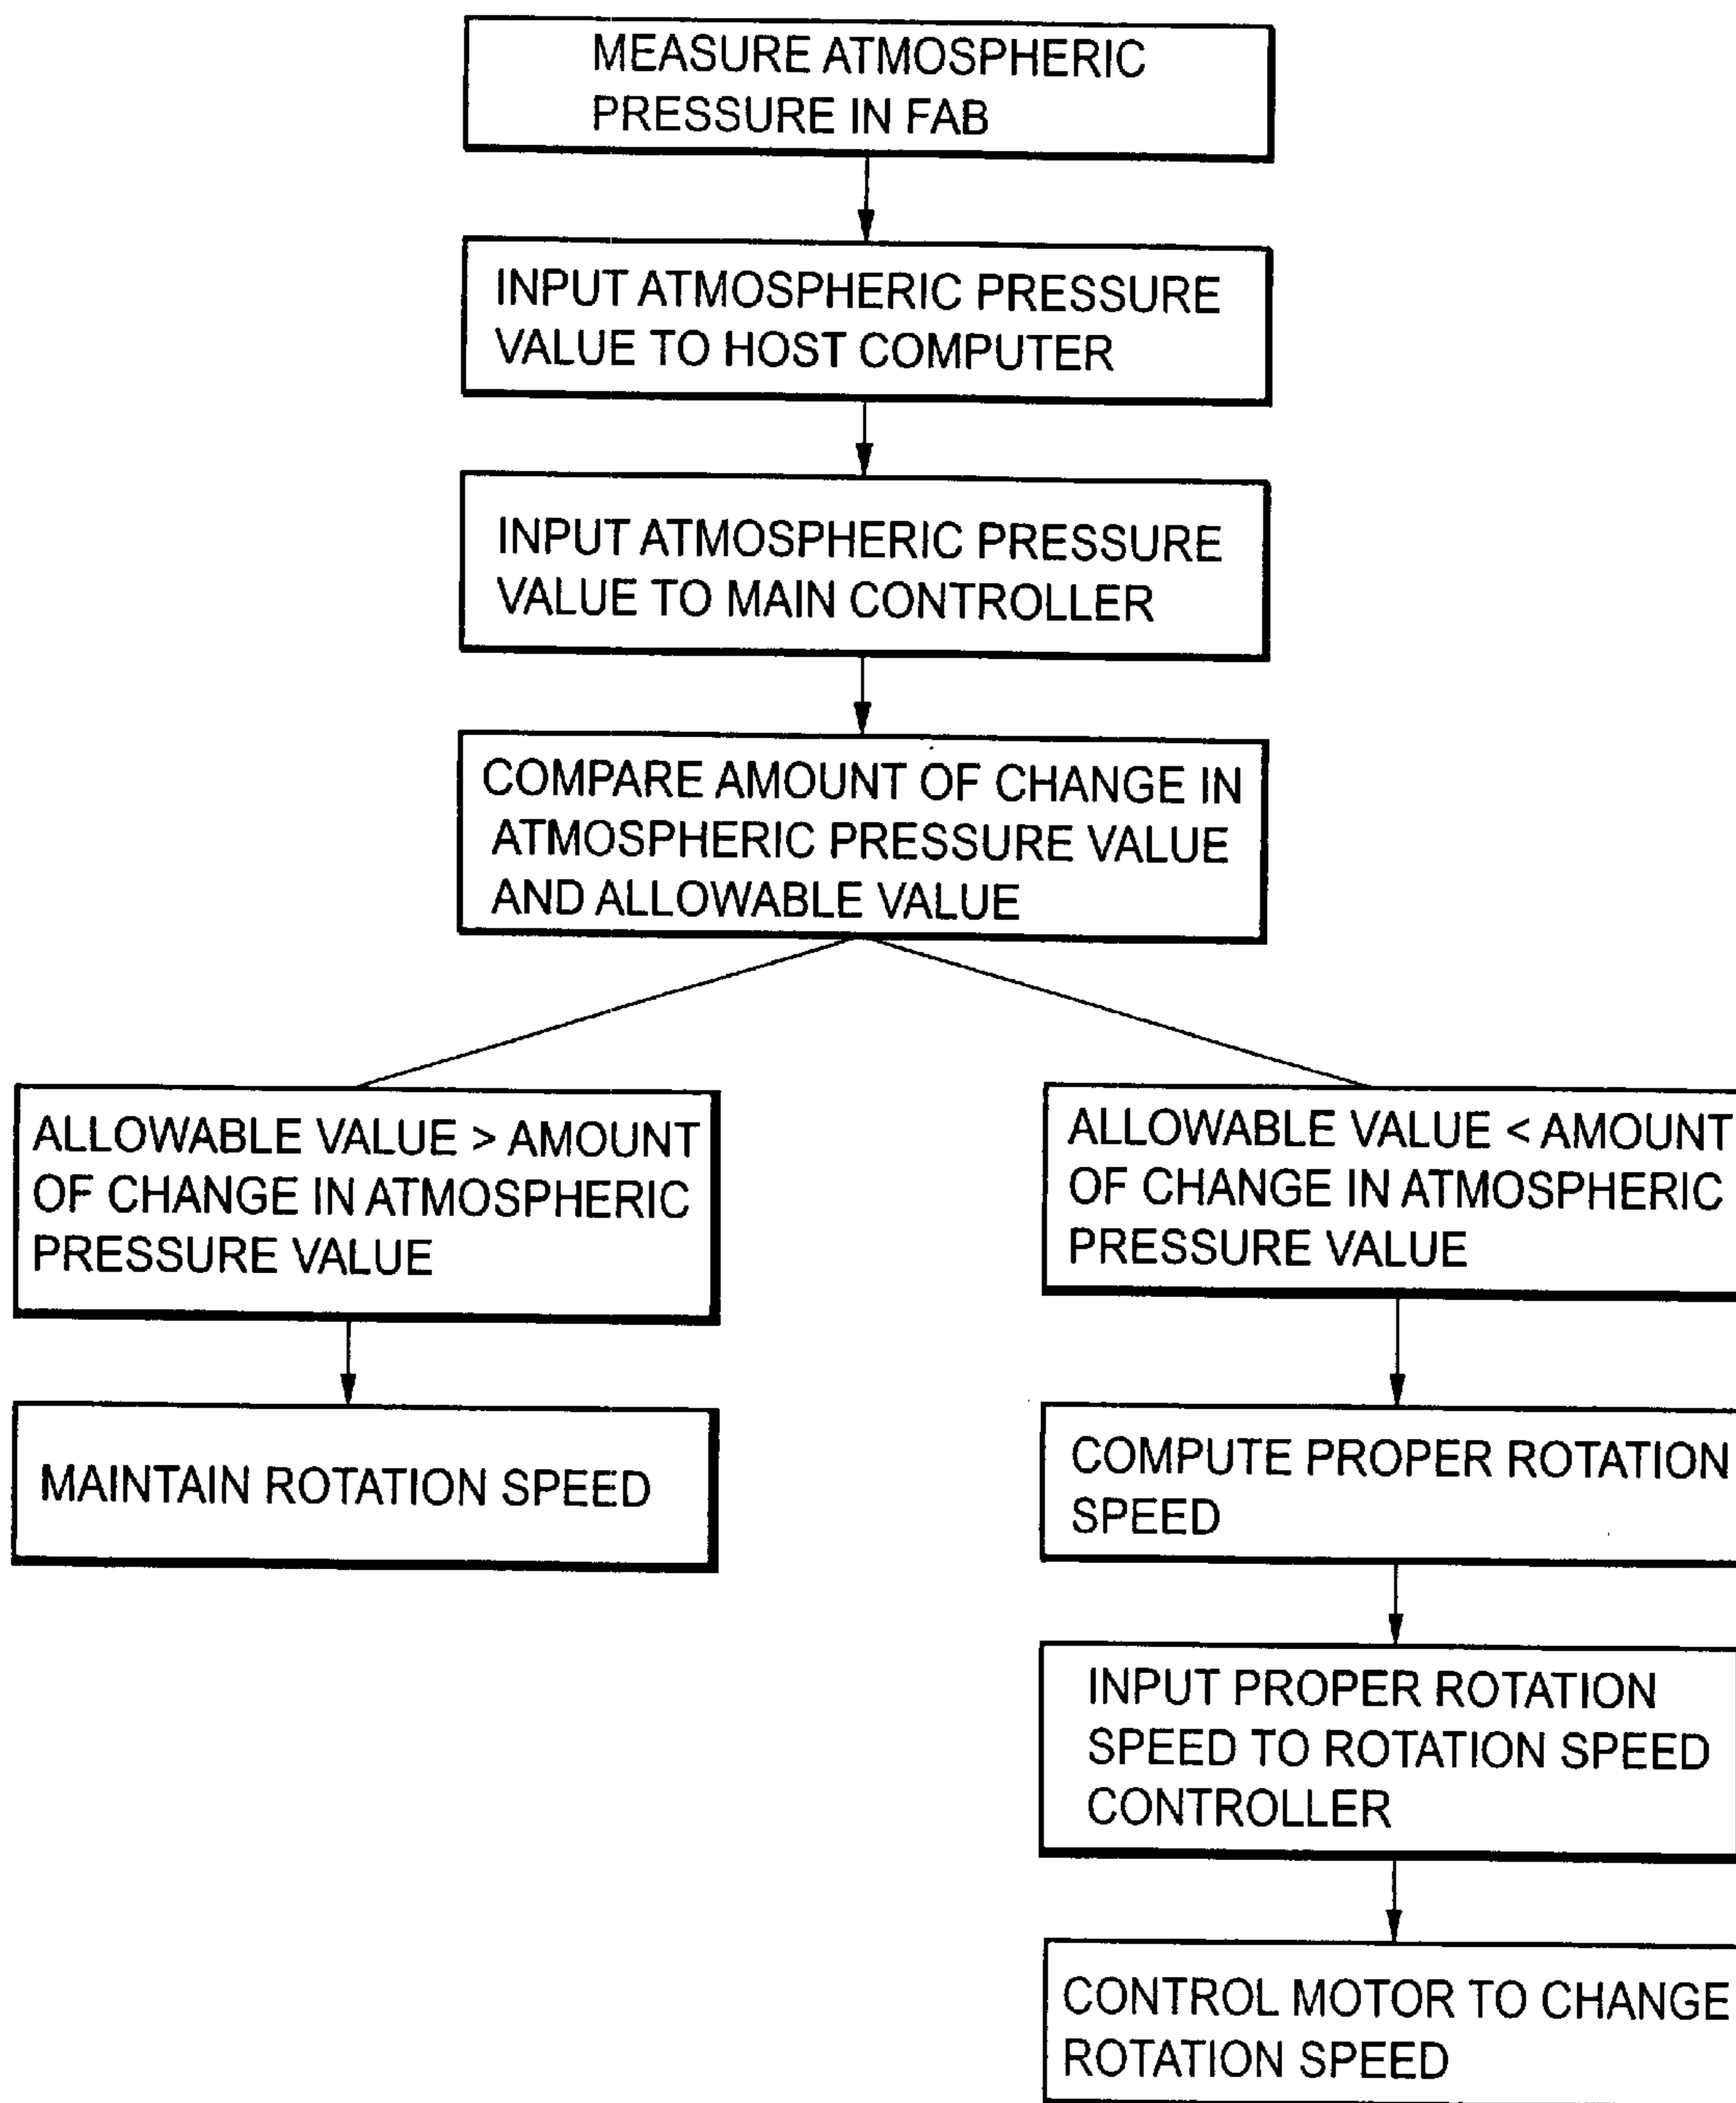 MEASURE ATMOSPHERIC
PRESSURE IN FAB
INPUT ATMOSPHERIC PRESSURE
VALUE TO HOST COMPUTER
INPUT ATMOSPHERIC PRESSURE
VALUE TO MAIN CONTROLLER
COMPARE AMOUNT OF CHANGE IN
ATMOSPHERIC PRESSURE VALUE
AND ALLOWABLE VALUE
ALLOWABLE VALUE > AMOUNT
OF CHANGE IN ATMOSPHERIC
PRESSURE VALUE
MAINTAIN ROTATION SPEED
ALLOWABLE VALUE < AMOUNT
OF CHANGE IN ATMOSPHERIC
PRESSURE VALUE
COMPUTE PROPER ROTATION
SPEED
INPUT PROPER ROTATION
SPEED TO ROTATION SPEED
CONTROLLER
CONTROL MOTOR TO CHANGE
ROTATION SPEED